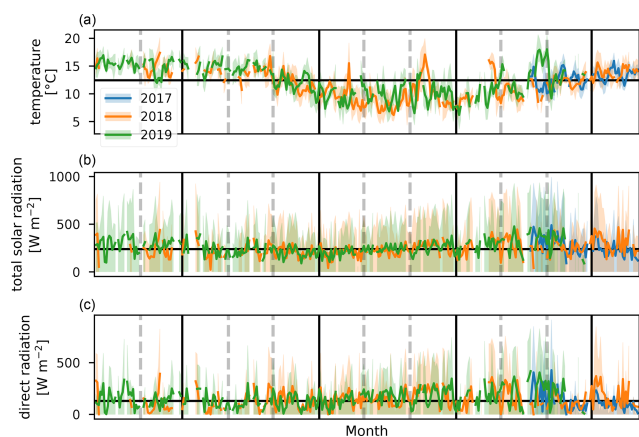 (a)
20
15
10
5
temperature
[°C]
2017
2018
2019
(b)
1000
500
0
total solar radiation
[W m−2]
(c)
500
0
direct radiation
[W m−2]
Month